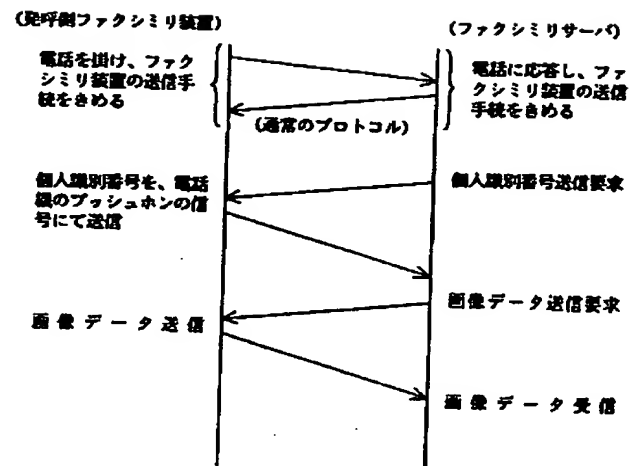 (発呼側ファクシミリ装置)
(ファクシミリサーバ)
電話を掛け、ファク
シミリ装置の送信手
続をきめる
電話に応答し、ファ
クシミリ装置の送信
手続をきめる
(通常のプロトコル)
個人識別番号を、電話
機のプッシュホンの信
号にて送信
個人識別番号送信要求
画像データ送信要求
画像データ送信
画像データ受信